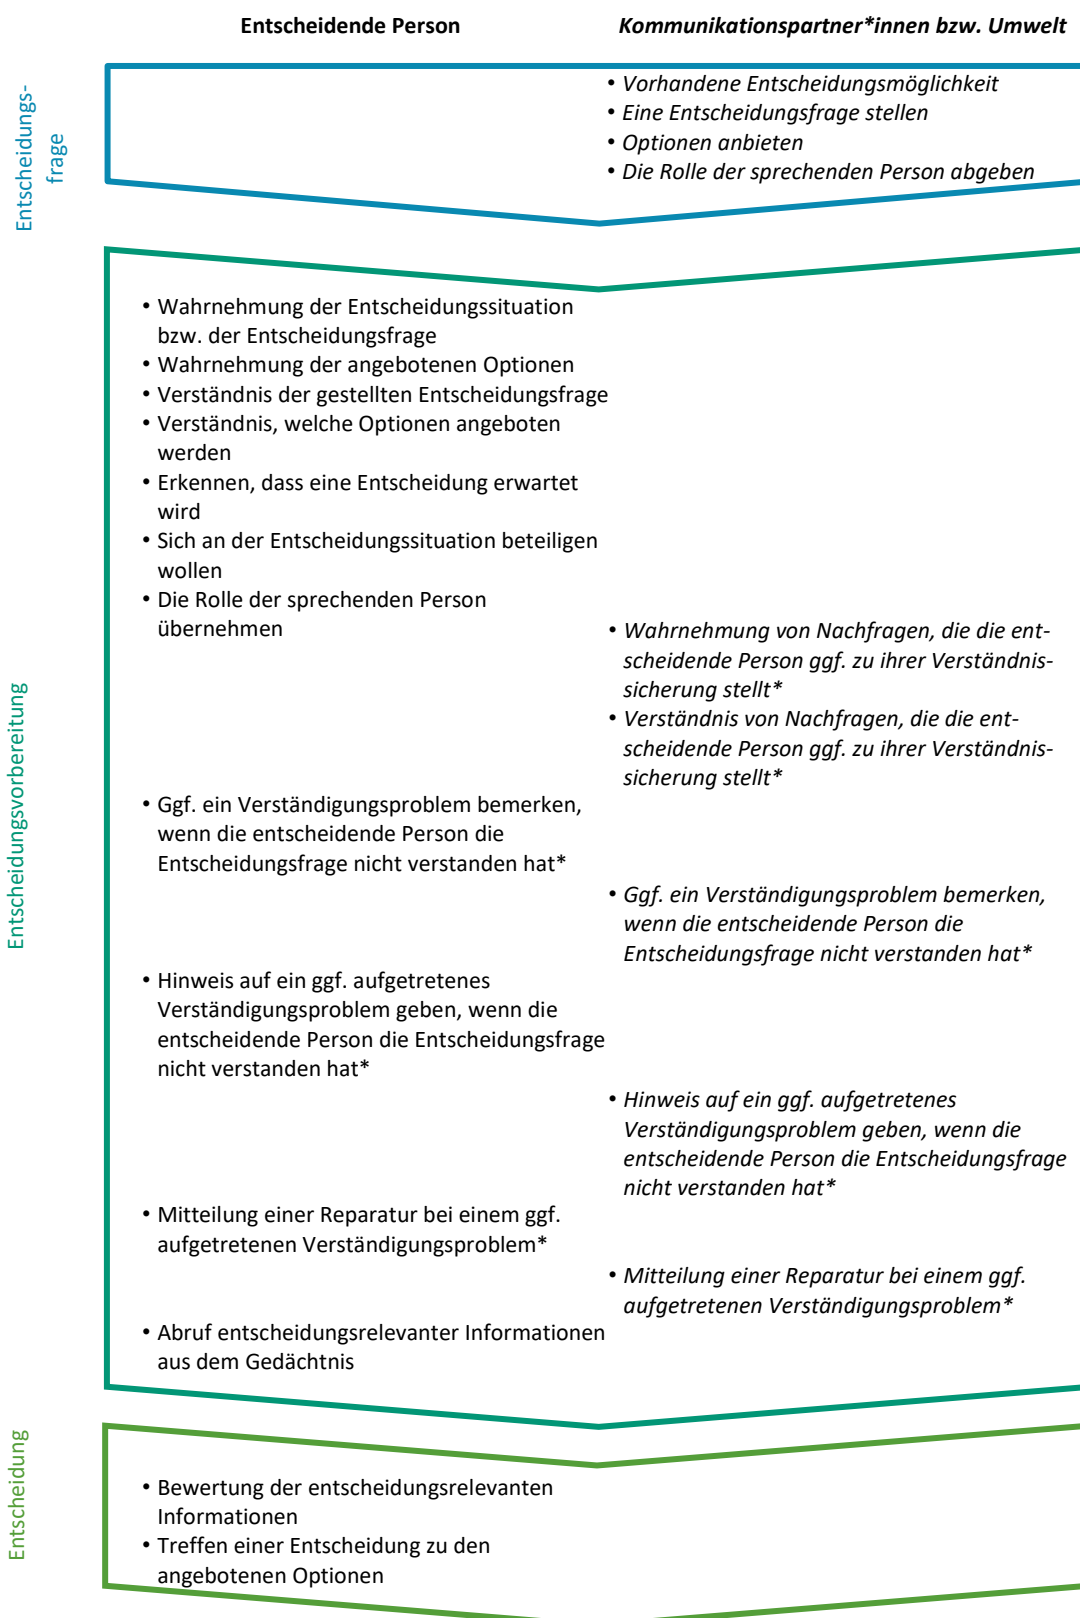 Entscheidende Person
Kommunikationspartner*innen bzw. Umwelt
Entscheidungs-
frage
• Vorhandene Entscheidungsmöglichkeit
• Eine Entscheidungsfrage stellen
• Optionen anbieten
• Die Rolle der sprechenden Person abgeben
Entscheidungsvorbereitung
• Wahrnehmung der Entscheidungssituation
bzw. der Entscheidungsfrage
• Wahrnehmung der angebotenen Optionen
• Verständnis der gestellten Entscheidungsfrage
• Verständnis, welche Optionen angeboten
werden
• Erkennen, dass eine Entscheidung erwartet
wird
• Sich an der Entscheidungssituation beteiligen
wollen
• Die Rolle der sprechenden Person
übernehmen
• Wahrnehmung von Nachfragen, die die ent-
scheidende Person ggf. zu ihrer Verständnis-
sicherung stellt*
• Verständnis von Nachfragen, die die ent-
scheidende Person ggf. zu ihrer Verständnis-
sicherung stellt*
• Ggf. ein Verständigungsproblem bemerken,
wenn die entscheidende Person die
Entscheidungsfrage nicht verstanden hat*
• Ggf. ein Verständigungsproblem bemerken,
wenn die entscheidende Person die
Entscheidungsfrage nicht verstanden hat*
• Hinweis auf ein ggf. aufgetretenes
Verständigungsproblem geben, wenn die
entscheidende Person die Entscheidungsfrage
nicht verstanden hat*
• Hinweis auf ein ggf. aufgetretenes
Verständigungsproblem geben, wenn die
entscheidende Person die Entscheidungsfrage
nicht verstanden hat*
• Mitteilung einer Reparatur bei einem ggf.
aufgetretenen Verständigungsproblem*
• Mitteilung einer Reparatur bei einem ggf.
aufgetretenen Verständigungsproblem*
• Abruf entscheidungsrelevanter Informationen
aus dem Gedächtnis
Entscheidung
• Bewertung der entscheidungsrelevanten
Informationen
• Treffen einer Entscheidung zu den
angebotenen Optionen